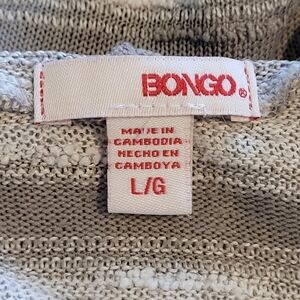 BONGO®
MADE IN
CAMBODIA
HECHO EN
CAMBOYA
L/G